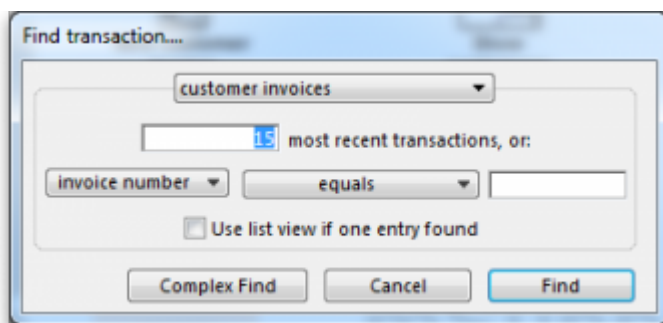 Find transaction....
customer invoices
15 most recent transactions, or:
invoice number equals
Use list view if one entry found
Complex Find Cancel Find